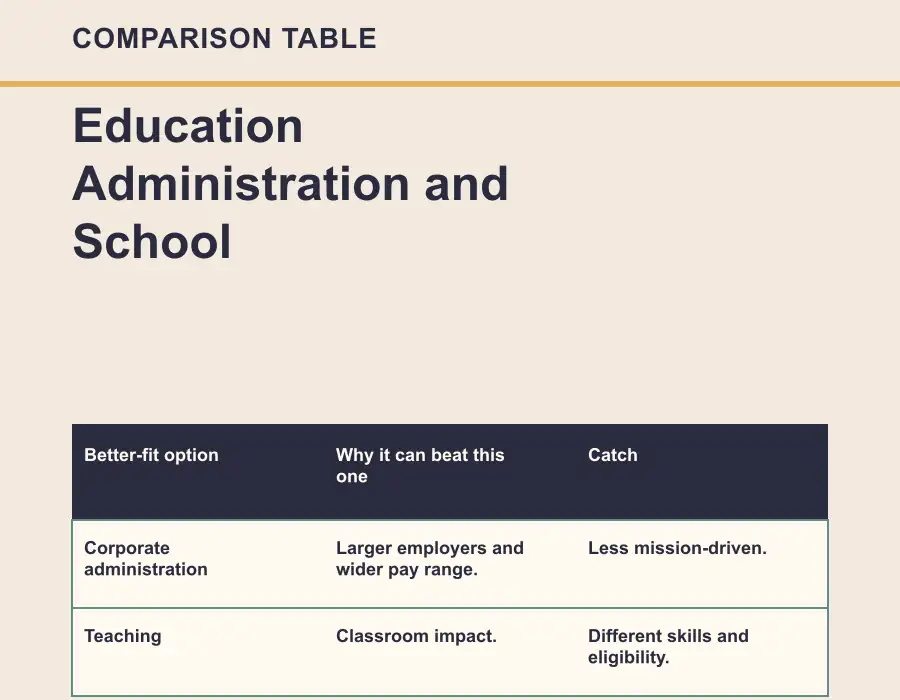 COMPARISON TABLE
Education
Administration and
School
Better-fit option
Why it can beat this
one
Catch
Corporate
administration
Larger employers and
wider pay range.
Less mission-driven.
Teaching
Classroom impact.
Different skills and
eligibility.